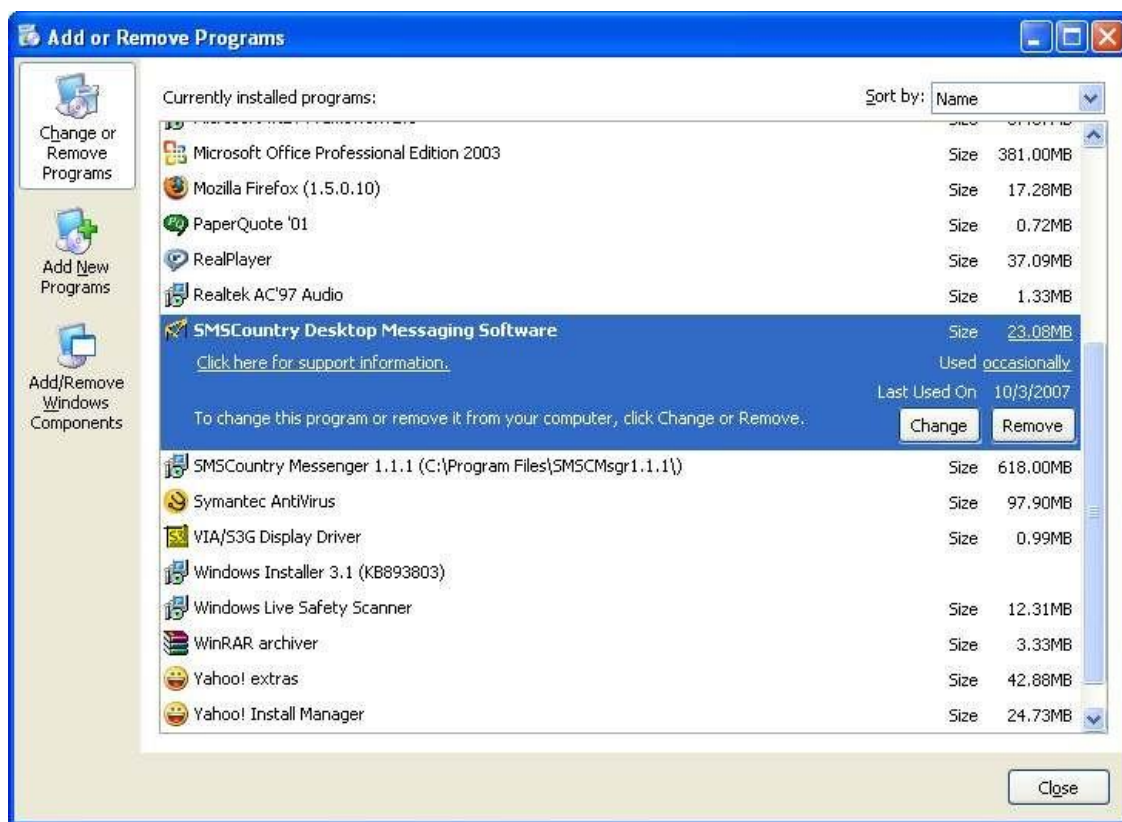 Add or Remove Programs
Change or Remove Programs
Add New Programs
Add/Remove Windows Components
Currently installed programs:
Sort by: Name
Microsoft Office Professional Edition 2003 Size 381.00MB
Mozilla Firefox (1.5.0.10) Size 17.28MB
PaperQuote '01 Size 0.72MB
RealPlayer Size 37.09MB
Realtek AC'97 Audio Size 1.33MB
SMSCountry Desktop Messaging Software Size 23.08MB
Click here for support information. Used occasionally
Last Used On 10/3/2007
To change this program or remove it from your computer, click Change or Remove. Change Remove
SMSCountry Messenger 1.1.1 (C:\Program Files\SMSCMsgr1.1.1\) Size 618.00MB
Symantec AntiVirus Size 97.90MB
VIA/S3G Display Driver Size 0.99MB
Windows Installer 3.1 (KB893803)
Windows Live Safety Scanner Size 12.31MB
WinRAR archiver Size 3.33MB
Yahoo! extras Size 42.88MB
Yahoo! Install Manager Size 24.73MB
Close